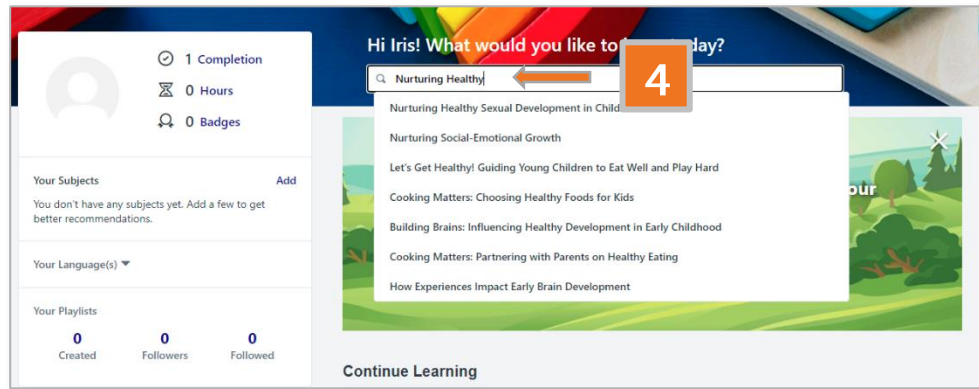 1 Completion
0 Hours
0 Badges
Your Subjects Add
You don't have any subjects yet. Add a few to get
better recommendations.
Your Language(s)
Your Playlists
0 0 0
Created Followers Followed
Hi Iris! What would you like to day?
Nurturing Healthy
4
Nurturing Healthy Sexual Development in
Nurturing Social-Emotional Growth
Let's Get Healthy! Guiding Young Children to Eat Well and Play Hard
Cooking Matters: Choosing Healthy Foods for Kids
Building Brains: Influencing Healthy Development in Early Childhood
Cooking Matters: Partnering with Parents on Healthy Eating
How Experiences Impact Early Brain Development
our
Continue Learning